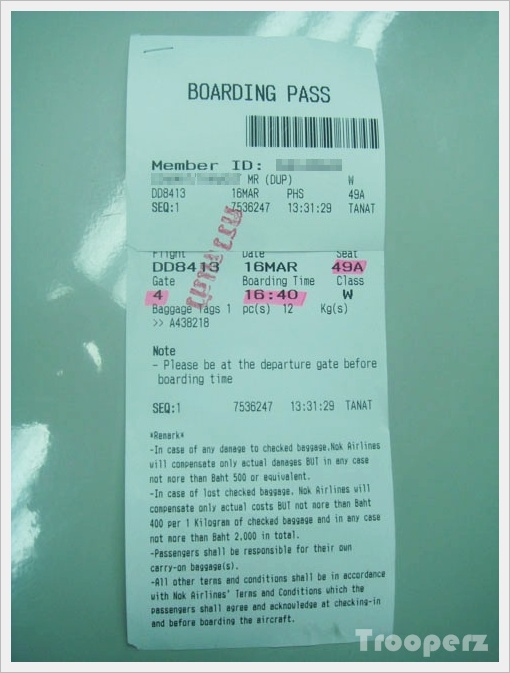 BOARDING PASS
Member ID:
MR (DUP) W
DD8413 16MAR PHS 49A
SEQ:1 7536247 13:31:29 TANAT
Flight Date Seat
DD8413 16MAR 49A
Gate Boarding Time Class
4 16:40 W
Baggage Tags 1 pc(s) 12 Kg(s)
>> A438218
Note
- Please be at the departure gate before
boarding time
SEQ:1 7536247 13:31:29 TANAT
*Remark*
-In case of any damage to checked baggage,Nok Airlines
will compensate only actual damages BUT in any case
not more than Baht 500 or equivalent.
-In case of lost checked baggage, Nok Airlines will
compensate only actual costs BUT not more than Baht
400 per 1 Kilogram of checked baggage and in any case
not more than Baht 2,000 in total.
-Passengers shall be responsible for their own
carry-on baggage(s).
-All other terms and conditions shall be in accordance
with Nok Airlines' Terms and Conditions which the
passengers shall agree and acknowledge at checking-in
and before boarding the aircraft.
Trooperz